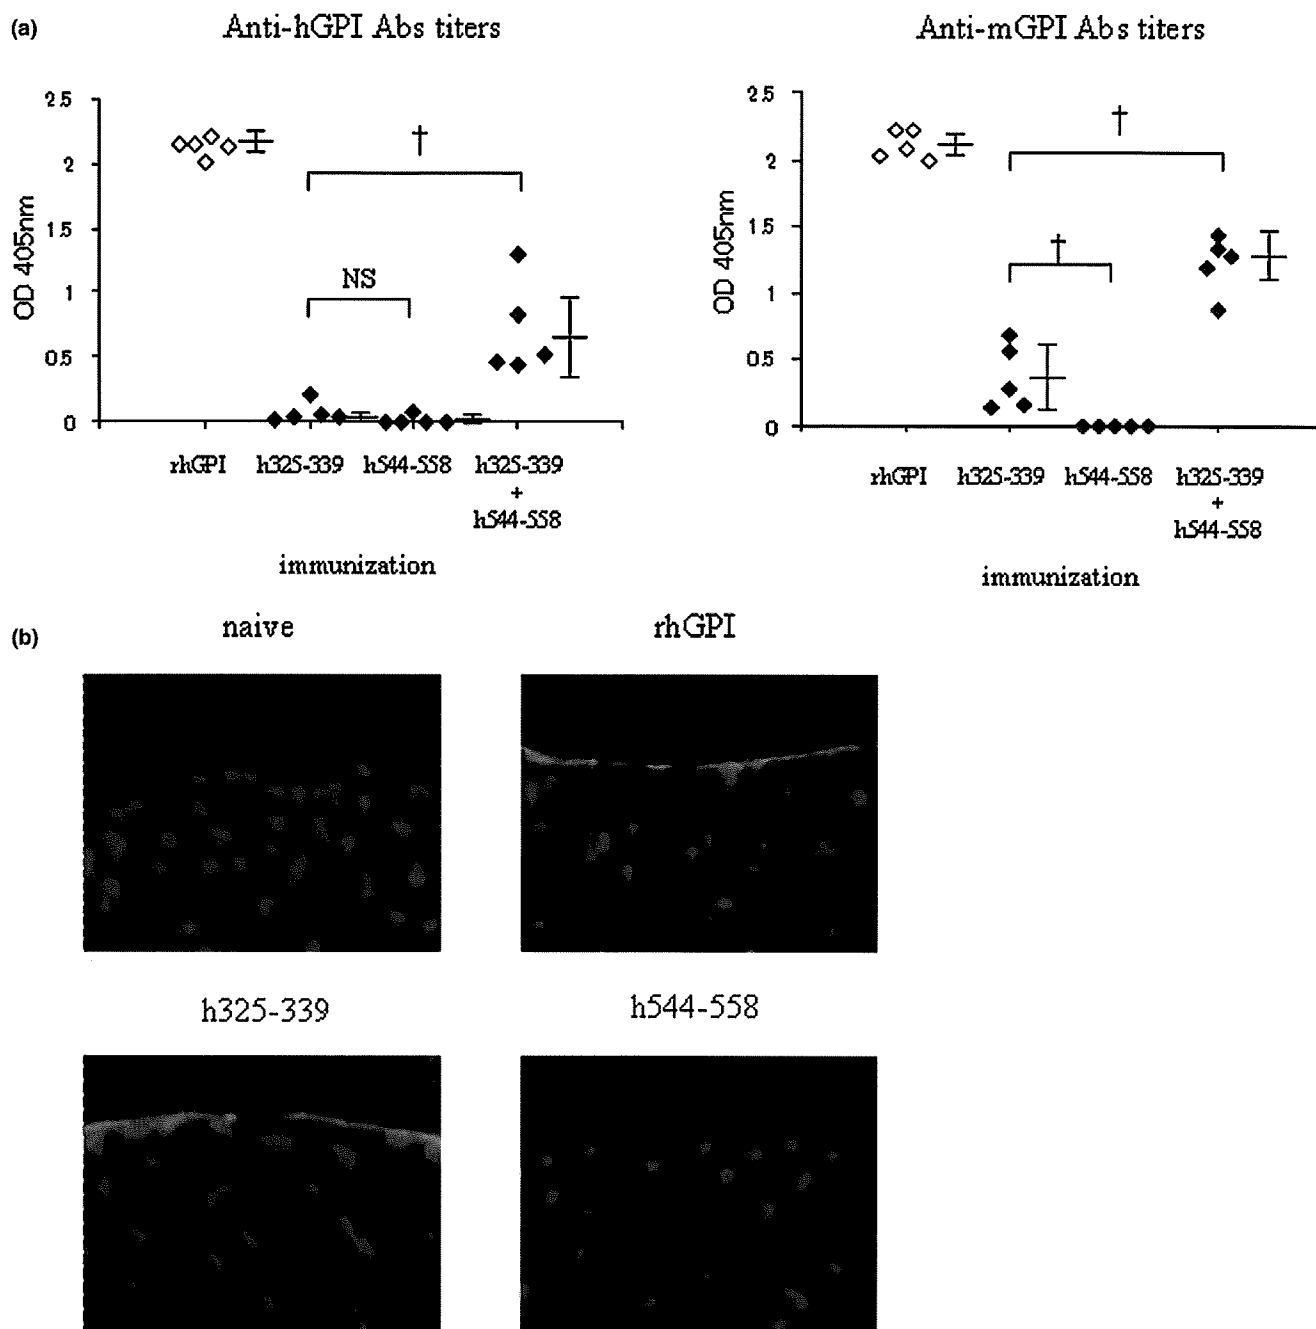 (a)
Anti-hGPI Abs titers
OD 405nm
2.5
2
1.5
1
0.5
0
†
NS
rhGPI h325-339 h544-558 h325-339
+
h544-558
immunization
Anti-mGPI Abs titers
OD 405nm
2.5
2
1.5
1
0.5
0
†
†
rhGPI h325-339 h544-558 h325-339
+
h544-558
immunization
(b)
naive
rhGPI
h325-339
h544-558